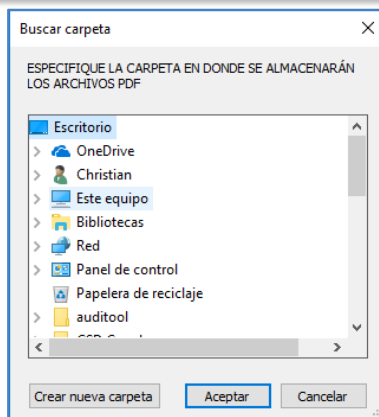 Buscar carpeta
ESPECIFIQUE LA CARPETA EN DONDE SE ALMACENARÁN
LOS ARCHIVOS PDF
Escritorio
OneDrive
Christian
Este equipo
Bibliotecas
Red
Panel de control
Papelera de reciclaje
auditool
Crear nueva carpeta
Aceptar
Cancelar